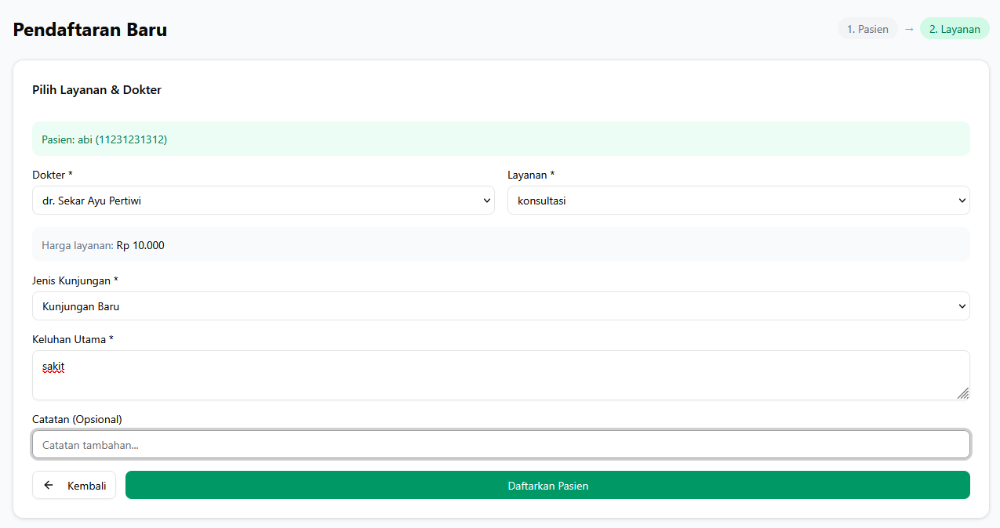 Pendaftaran Baru
1. Pasien → 2. Layanan
Pilih Layanan & Dokter
Pasien: abi (11231231312)
Dokter * Layanan *
dr. Sekar Ayu Pertiwi konsultasi
Harga layanan: Rp 10.000
Jenis Kunjungan *
Kunjungan Baru
Keluhan Utama *
sakit
Catatan (Opsional)
Catatan tambahan...
← Kembali Daftarkan Pasien